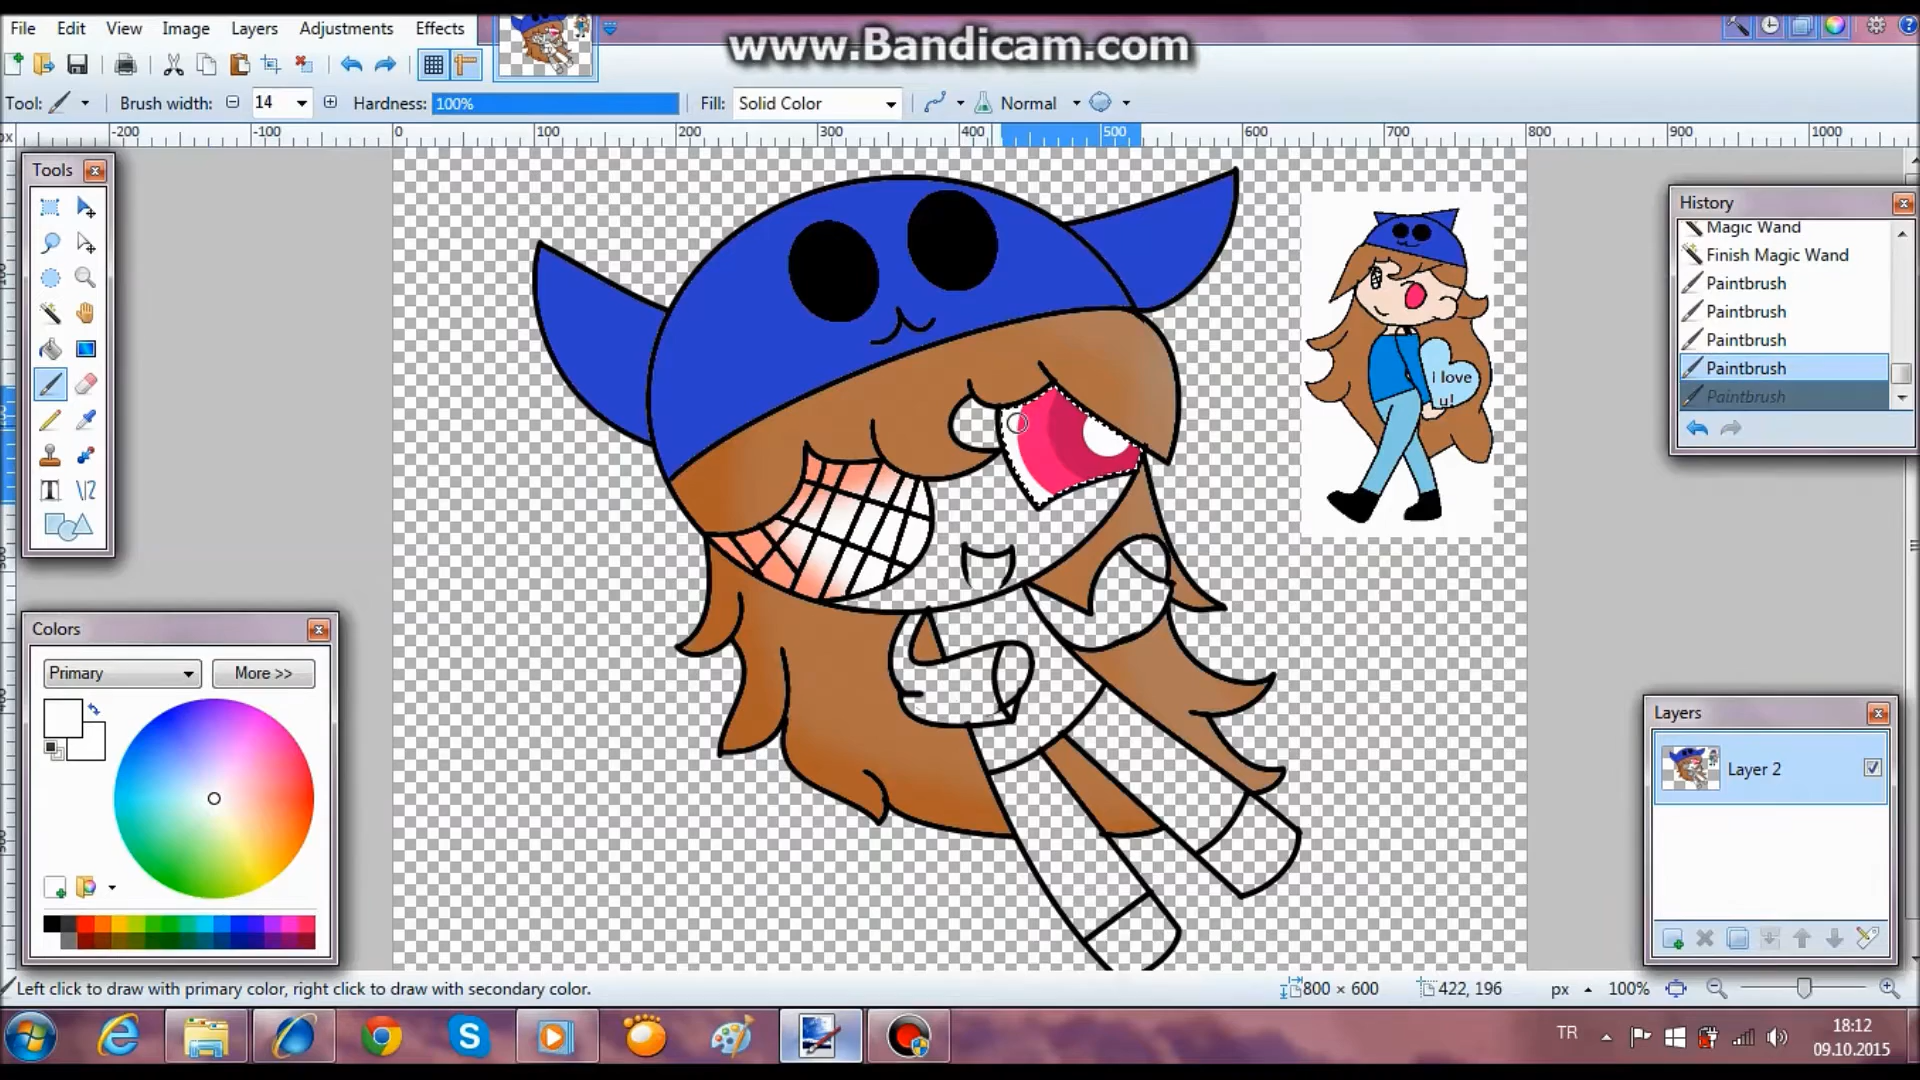 www.Bandicam.com
File Edit View Image Layers Adjustments Effects
Tool: Brush width: 14 Hardness: 100% Fill: Solid Color Normal
px -200 -100 0 100 200 300 400 500 600 700 800 900 1000
Tools
History
Magic Wand
Finish Magic Wand
Paintbrush
Paintbrush
Paintbrush
Paintbrush
Paintbrush
i love
u!
Colors
Primary More >>
Layers
Layer 2
Left click to draw with primary color, right click to draw with secondary color. 800 × 600 422, 196 px 100%
TR 18:12
09.10.2015